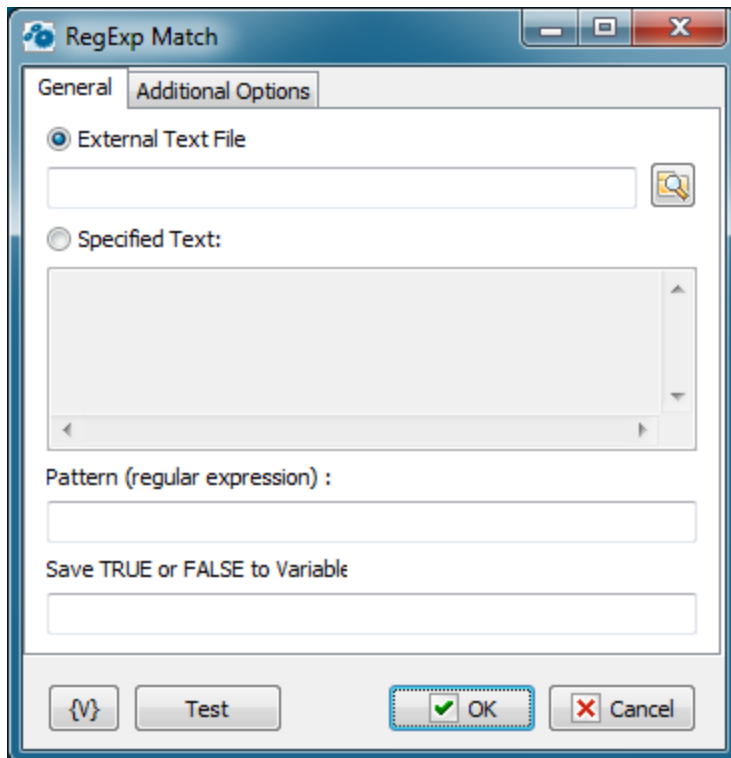 RegExp Match
General
Additional Options
External Text File
Specified Text:
Pattern (regular expression) :
Save TRUE or FALSE to Variable
{V}
Test
OK
Cancel